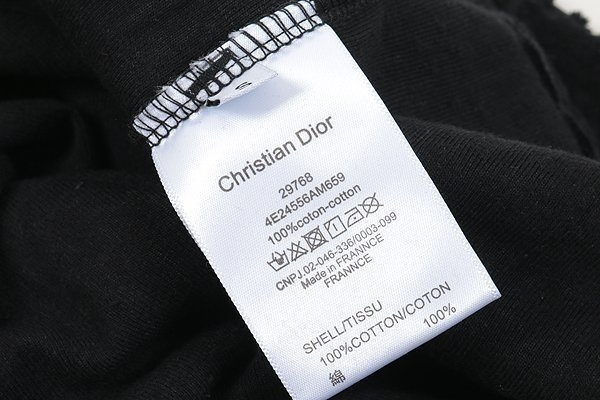 Christian Dior
29768
4E24556AM659
100%coton-cotton
CNPJ.02-046-336/0003-099
Made in FRANNCE
FRANNCE
SHELL/TISSU
100%COTTON/COTON
100%
綿